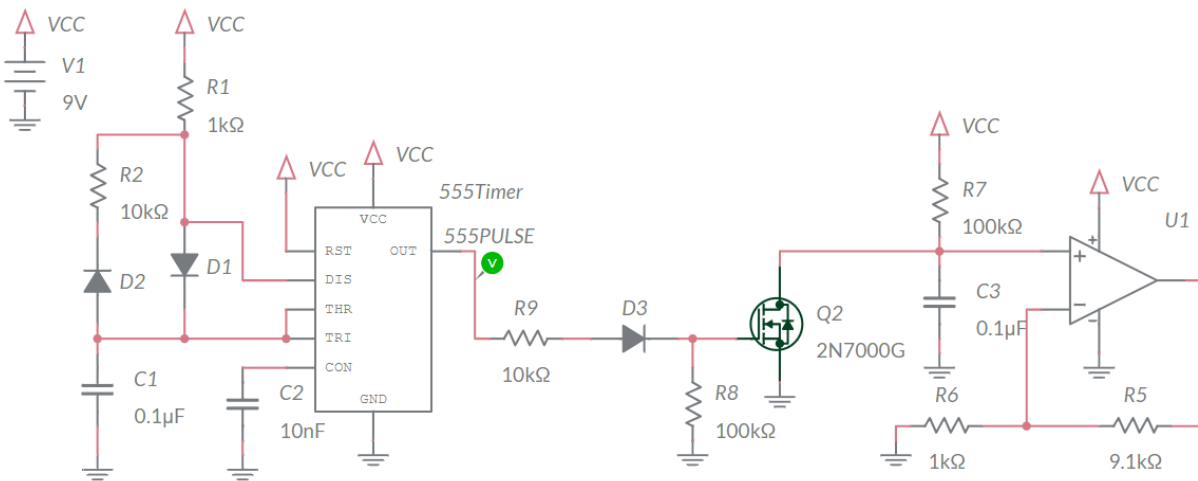 VCC
V1
9V
VCC
R1
1kΩ
R2
10kΩ
D2
D1
C1
0.1µF
C2
10nF
VCC
VCC
555Timer
VCC
RST
DIS
THR
TRI
CON
GND
OUT
555PULSE
V
R9
10kΩ
D3
R8
100kΩ
Q2
2N7000G
VCC
R7
100kΩ
C3
0.1µF
VCC
U1
+
+
−
−
R6
1kΩ
R5
9.1kΩ